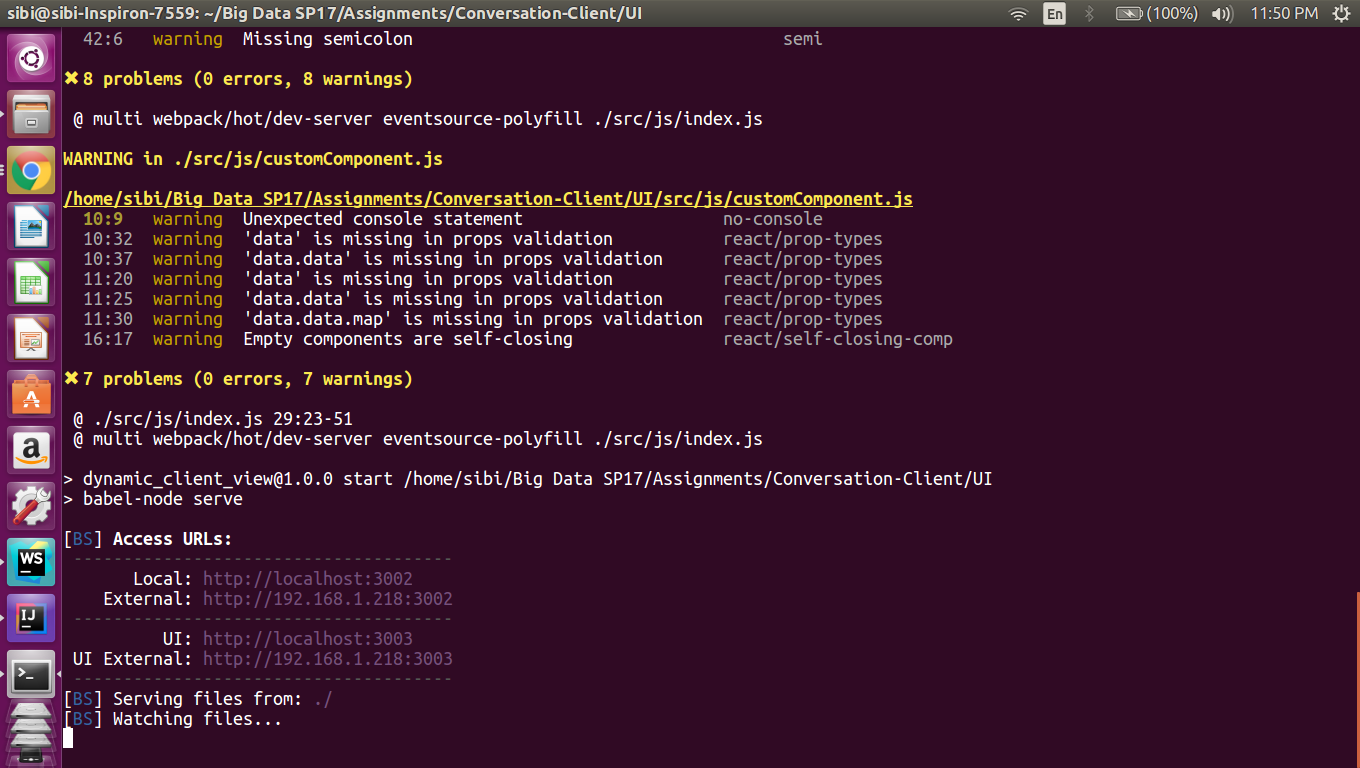 sibi@sibi-Inspiron-7559: ~/Big Data SP17/Assignments/Conversation-Client/UI En (100%) 11:50 PM
42:6 warning Missing semicolon semi
✖ 8 problems (0 errors, 8 warnings)
@ multi webpack/hot/dev-server eventsource-polyfill ./src/js/index.js
WARNING in ./src/js/customComponent.js
/home/sibi/Big Data SP17/Assignments/Conversation-Client/UI/src/js/customComponent.js
10:9 warning Unexpected console statement no-console
10:32 warning 'data' is missing in props validation react/prop-types
10:37 warning 'data.data' is missing in props validation react/prop-types
11:20 warning 'data' is missing in props validation react/prop-types
11:25 warning 'data.data' is missing in props validation react/prop-types
11:30 warning 'data.data.map' is missing in props validation react/prop-types
16:17 warning Empty components are self-closing react/self-closing-comp
✖ 7 problems (0 errors, 7 warnings)
@ ./src/js/index.js 29:23-51
@ multi webpack/hot/dev-server eventsource-polyfill ./src/js/index.js
> dynamic_client_view@1.0.0 start /home/sibi/Big Data SP17/Assignments/Conversation-Client/UI
> babel-node serve
[BS] Access URLs:
--------------------------------------
Local: http://localhost:3002
External: http://192.168.1.218:3002
--------------------------------------
UI: http://localhost:3003
UI External: http://192.168.1.218:3003
--------------------------------------
[BS] Serving files from: ./
[BS] Watching files...
A
a
WS
IJ
>_